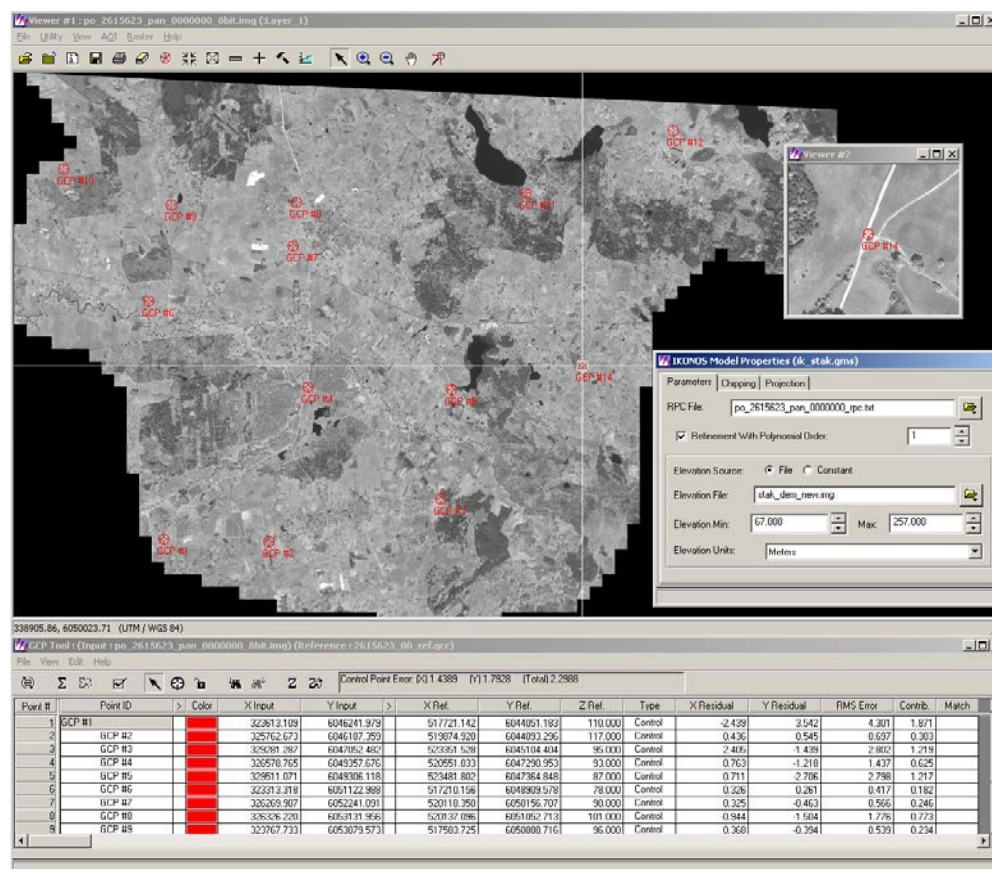 Viewer #1 : po_2615623_pan_0000000_0bit.img (:Layer_1)
File Utility View AOI Raster Help
GCP #12
GCP #10
GCP #9
GCP #8
GCP #7
GCP #6
GCP #14
GCP #4
GCP #1
GCP #2
Viewer #2
GCP #14
IKONOS Model Properties (ik_stak.gms)
Parameters Chipping Projection
RPC File: po_2615623_pan_0000000_rpc.txt
Refinement With Polynomial Order: 1
Elevation Source: File Constant
Elevation File: stak_dem_new.img
Elevation Min: 67.000 Max: 257.000
Elevation Units: Meters
338905.86, 6050023.71 (UTM / WGS 84)
GCP Tool : (Input : po_2615623_pan_0000000_8bit.img) (Reference : 2615623_00_ref.gcc)
File View Edit Help
Control Point Error: (X) 1.4389 (Y) 1.7928 (Total) 2.2988
Point # Point ID > Color X Input Y Input > X Ref. Y Ref. Z Ref. Type X Residual Y Residual RMS Error Contrib. Match
1 GCP #1 323613.109 6046241.979 517721.142 6044051.183 110.000 Control -2.439 3.542 4.301 1.871
2 GCP #2 325762.673 6046187.359 519874.920 6044093.296 117.000 Control 0.436 0.545 0.697 0.303
3 GCP #3 329281.287 6047052.482 523351.528 6045104.404 95.000 Control 2.405 -1.439 2.802 1.219
4 GCP #4 326578.765 6049357.676 520551.033 6047290.953 93.000 Control 0.763 -1.218 1.437 0.625
5 GCP #5 329511.071 6049306.118 523481.802 6047364.848 87.000 Control 0.711 -2.706 2.798 1.217
6 GCP #6 323313.318 6051122.988 517210.156 6048909.578 78.000 Control 0.326 0.261 0.417 0.182
7 GCP #7 326269.907 6052241.091 520118.350 6050156.707 90.000 Control 0.325 -0.463 0.566 0.246
8 GCP #8 326326.220 6053131.956 520137.096 6051052.713 101.000 Control -0.944 -1.504 1.776 0.773
9 GCP #9 323767.733 6053079.573 517583.725 6050888.716 96.000 Control 0.368 -0.394 0.539 0.234